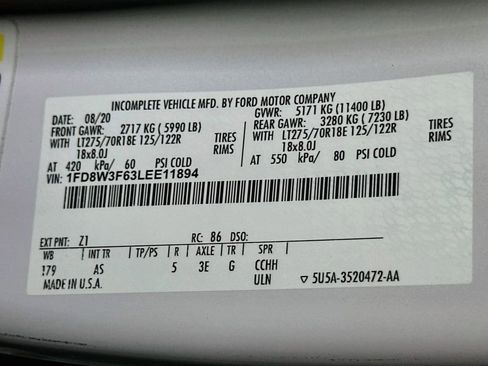 INCOMPLETE VEHICLE MFD. BY FORD MOTOR COMPANY
DATE: 08/20 GVWR: 5171 KG (11400 LB)
FRONT GAWR: 2717 KG (5990 LB) REAR GAWR: 3280 KG (7230 LB)
WITH LT275/70R18E 125/122R TIRES WITH LT275/70R18E 125/122R TIRES
18x8.0J RIMS 18x8.0J RIMS
AT 420 kPa/ 60 PSI COLD AT 550 kPa/ 80 PSI COLD
1FD8W3F63LEE11894
EXT PNT: Z1 RC: 86 DSO:
WB INT TR TP/PS R AXLE TR SPR
179 AS 5 3E G CCHH
MADE IN U.S.A. ULN ▽5U5A-3520472-AA